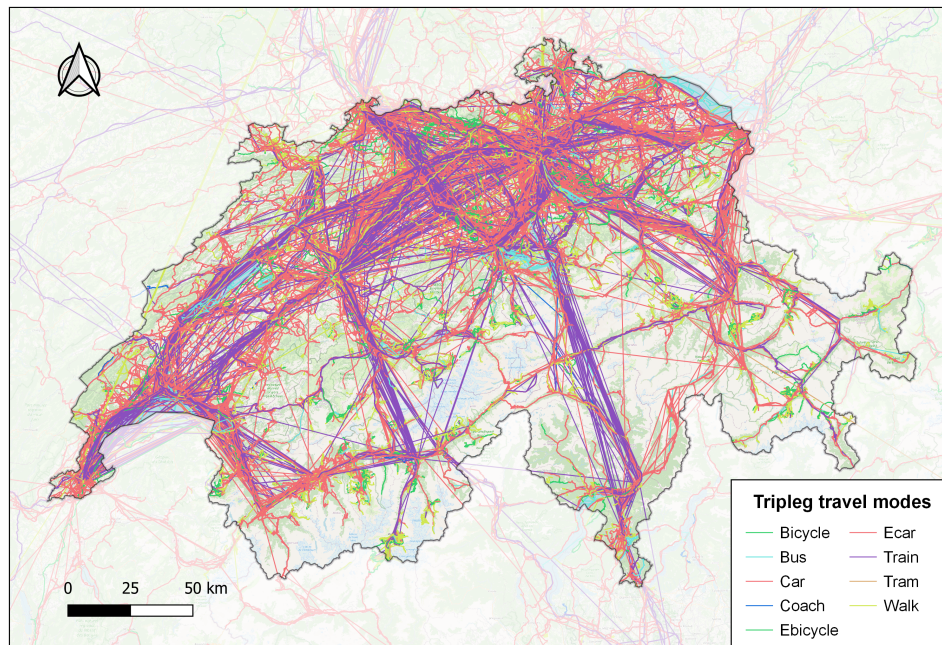 Tripleg travel modes
Bicycle Ecar
Bus Train
Car Tram
Coach Walk
Ebicycle
0 25 50 km